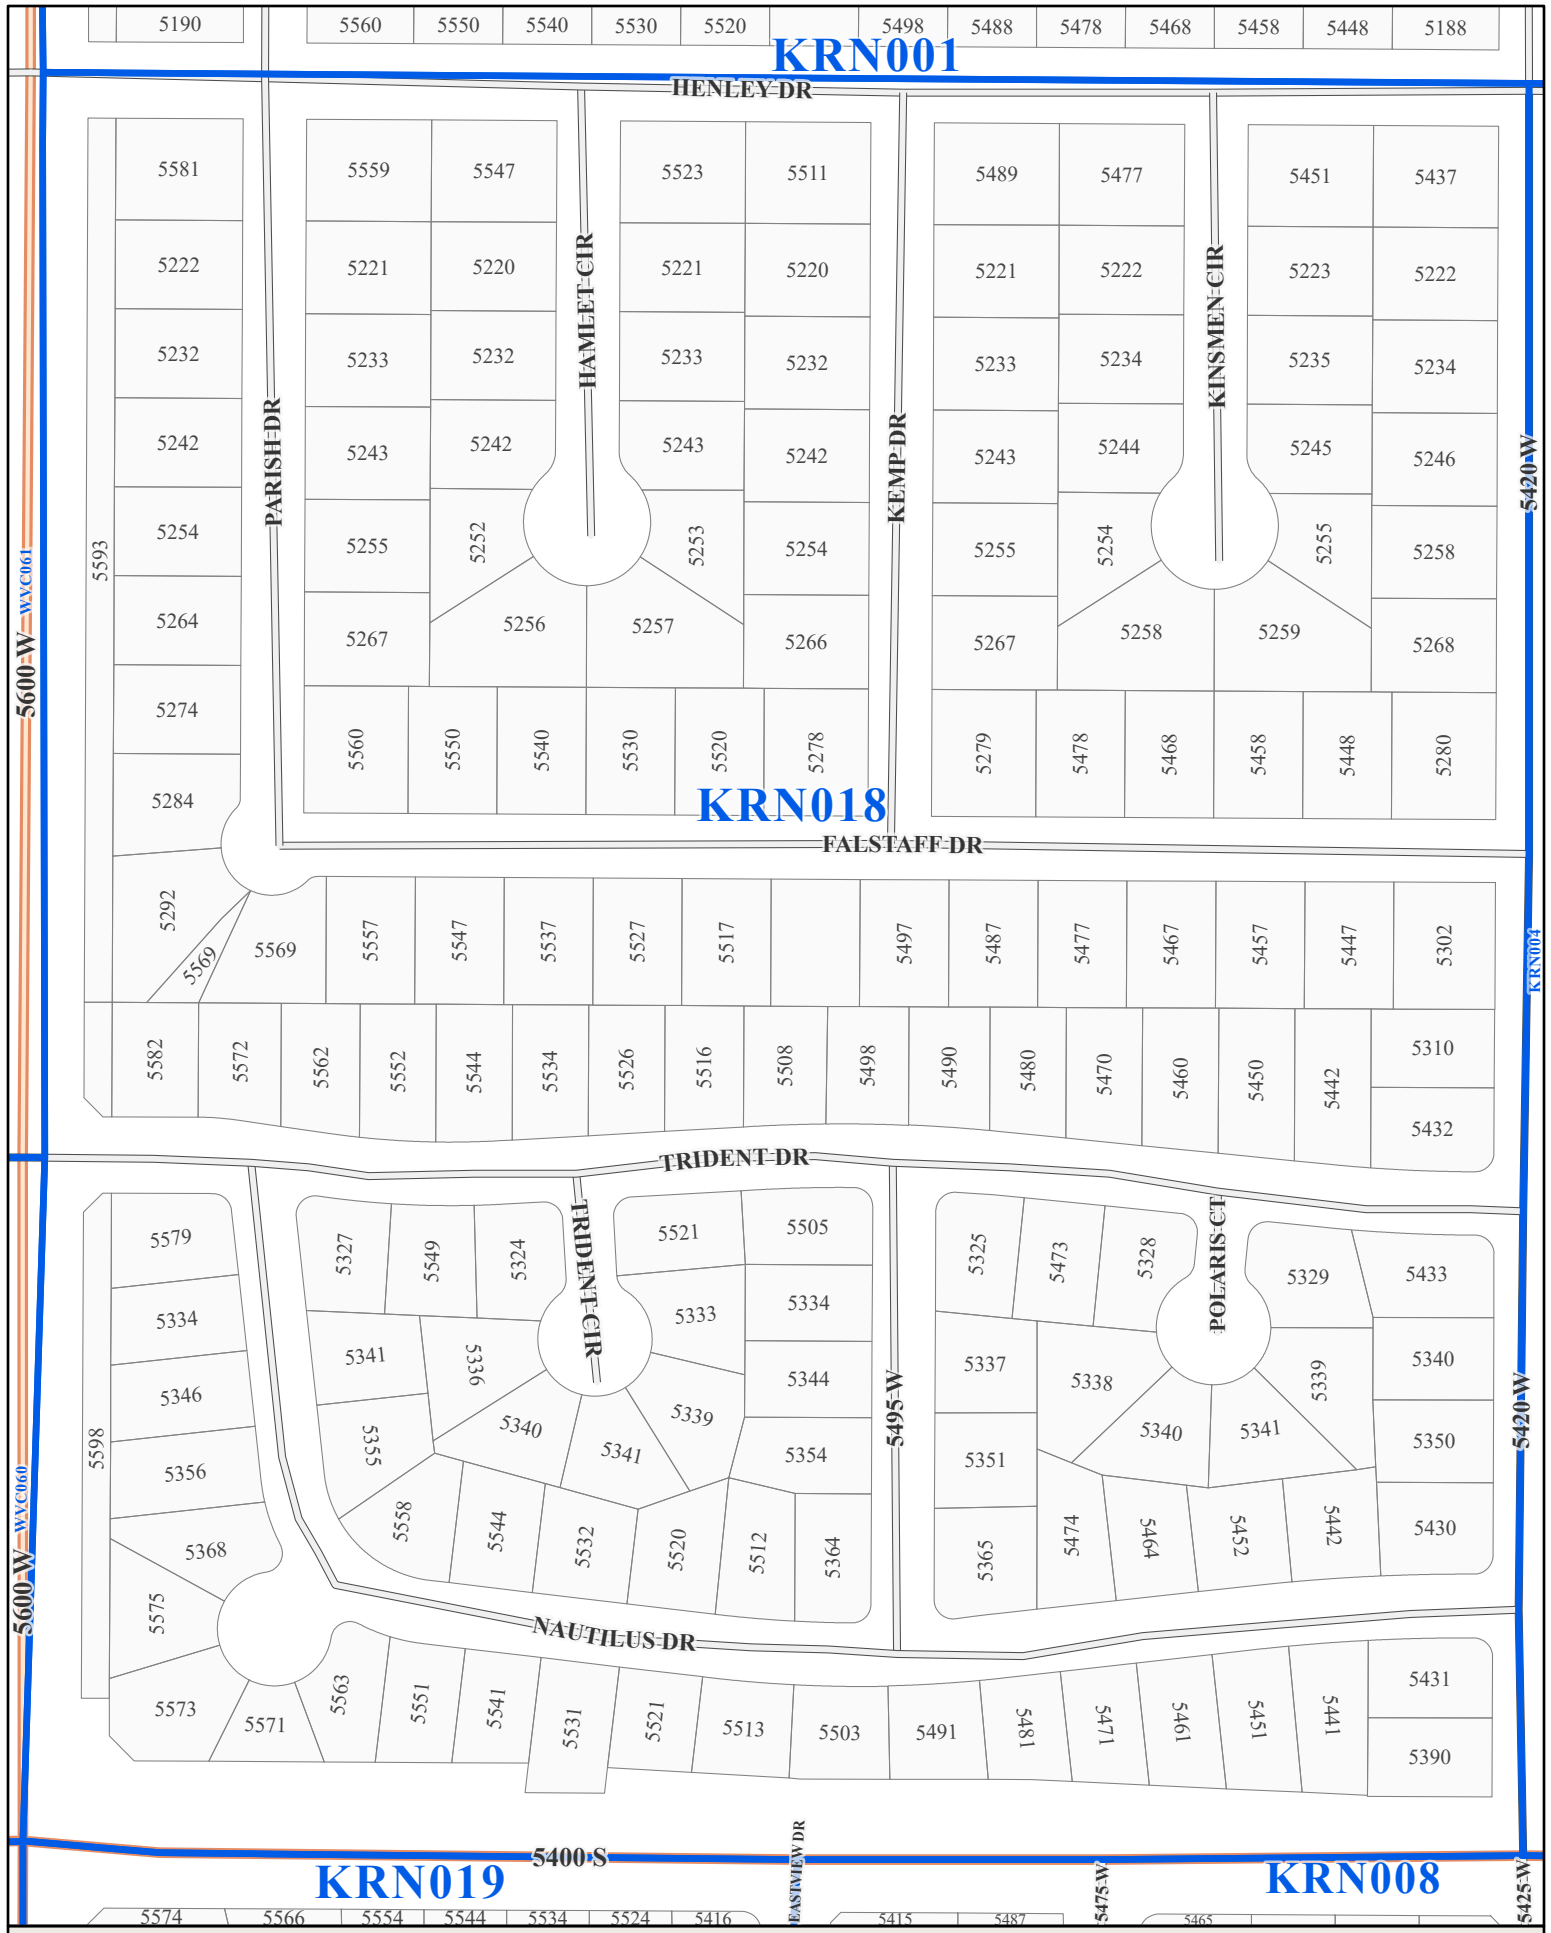 5190 5560 5550 5540 5530 5520 5498 5488 5478 5468 5458 5448 5188
KRN001
HENLEY DR
5581 5559 5547 5523 5511 5489 5477 5451 5437
5222 5221 5220 5221 5220 5221 5222 5223 5222
HAMLET CIR
KINSMEN CIR
5232 5233 5232 5233 5232 5233 5234 5235 5234
PARISH DR
KEMP DR
5420 W
5242 5243 5242 5243 5242 5243 5244 5245 5246
5593 5254 5255 5252 5253 5254 5255 5254 5255 5258
WVC061
5600 W
5264 5267 5256 5257 5266 5267 5258 5259 5268
5274
5560 5550 5540 5530 5520 5278 5279 5478 5468 5458 5448 5280
5284
KRN018
FALSTAFF DR
5292 5569 5569 5557 5547 5537 5527 5517 5497 5487 5477 5467 5457 5447 5302
KRN004
5582 5572 5562 5552 5544 5534 5526 5516 5508 5498 5490 5480 5470 5460 5450 5442 5310
5432
TRIDENT DR
5579 5327 5549 5324 5521 5505 5325 5473 5328 5329 5433
TRIDENT CIR
POLARIS CT
5334 5333 5334
5341 5336 5344 5337 5338 5339 5340
5346 5340 5341 5339 5340 5341
5495 W
5420 W
5598 5356 5355 5354 5351 5350
WVC060
5600 W
5368 5558 5544 5532 5520 5512 5364 5365 5474 5464 5452 5442 5430
5575
NAUTILUS DR
5573 5571 5563 5551 5541 5531 5521 5513 5503 5491 5481 5471 5461 5451 5441 5431
5390
5400 S
EASTVIEW DR
KRN019
KRN008
5475 W
5425 W
5574 5566 5554 5544 5534 5524 5416 5415 5487 5465